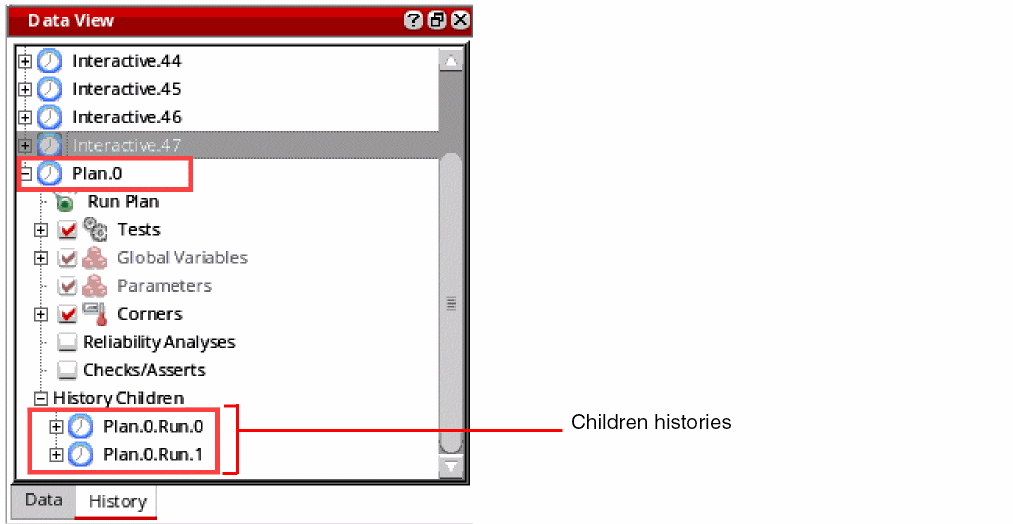 Data View
Interactive.44
Interactive.45
Interactive.46
Interactive.47
Plan.0
Run Plan
Tests
Global Variables
Parameters
Corners
Reliability Analyses
Checks/Asserts
History Children
Plan.0.Run.0
Children histories
Plan.0.Run.1
Data History